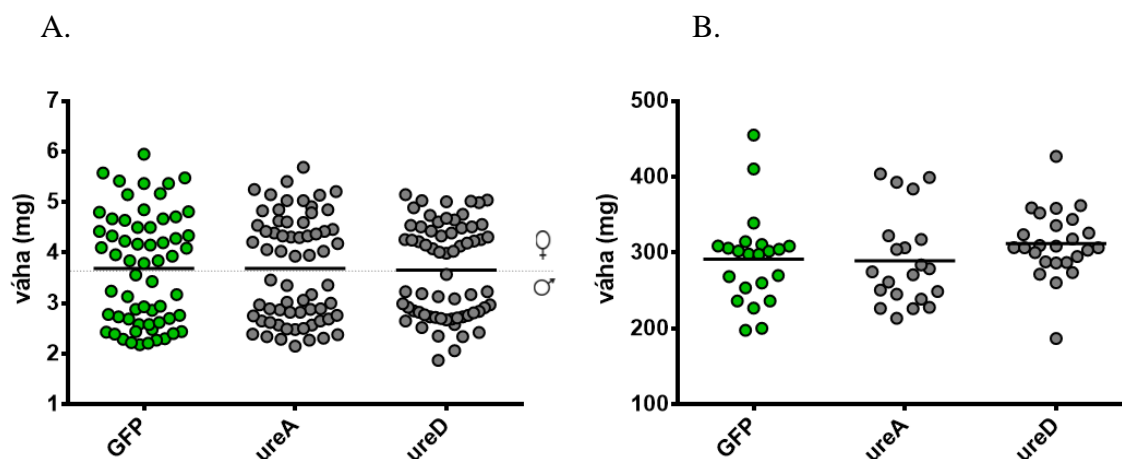 A.
B.
váha (mg)
7
6
5
4
3
2
1
♀
♂
GFP
ureA
ureD
váha (mg)
500
400
300
200
100
GFP
ureA
ureD